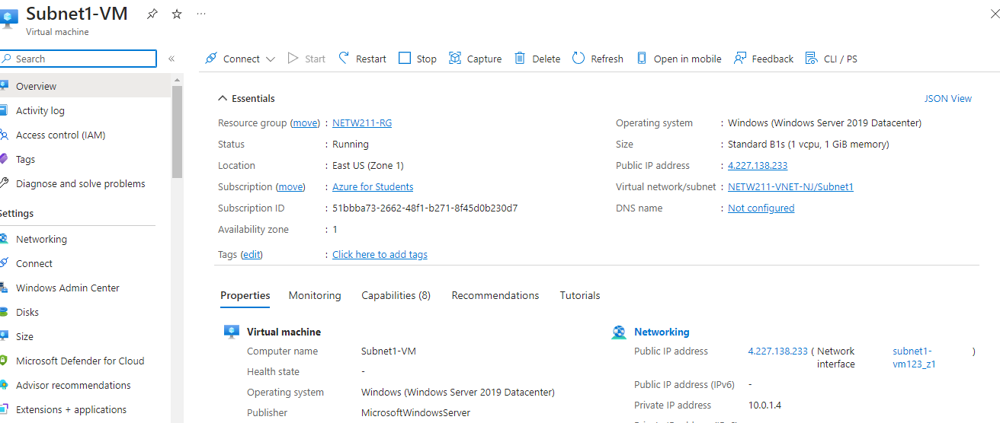 Subnet1-VM
Virtual machine
Search
Connect Start Restart Stop Capture Delete Refresh Open in mobile Feedback CLI / PS
Overview
Activity log
Access control (IAM)
Tags
Diagnose and solve problems
Settings
Networking
Connect
Windows Admin Center
Disks
Size
Microsoft Defender for Cloud
Advisor recommendations
Extensions + applications
Essentials
JSON View
Resource group (move) : NETW211-RG
Status : Running
Location : East US (Zone 1)
Subscription (move) : Azure for Students
Subscription ID : 51bbba73-2662-48f1-b271-8f45d0b230d7
Availability zone : 1
Tags (edit) : Click here to add tags
Operating system : Windows (Windows Server 2019 Datacenter)
Size : Standard B1s (1 vcpu, 1 GiB memory)
Public IP address : 4.227.138.233
Virtual network/subnet : NETW211-VNET-NJ/Subnet1
DNS name : Not configured
Properties Monitoring Capabilities (8) Recommendations Tutorials
Virtual machine
Computer name Subnet1-VM
Health state -
Operating system Windows (Windows Server 2019 Datacenter)
Publisher MicrosoftWindowsServer
Networking
Public IP address 4.227.138.233 ( Network interface subnet1-vm123_z1 )
Public IP address (IPv6) -
Private IP address 10.0.1.4